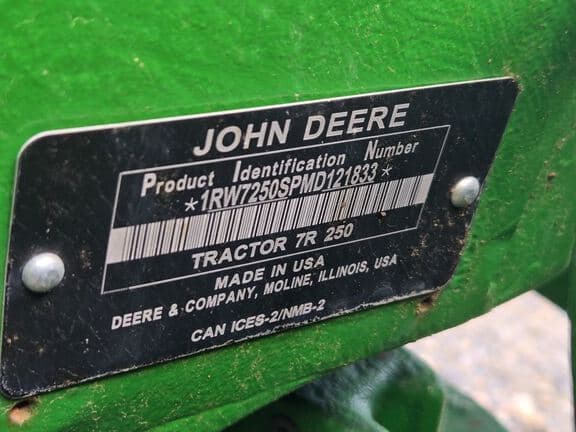 JOHN DEERE
Product Identification Number
*1RW7250SPMD121833*
TRACTOR 7R 250
MADE IN USA
DEERE & COMPANY, MOLINE, ILLINOIS, USA
CAN ICES-2/NMB-2